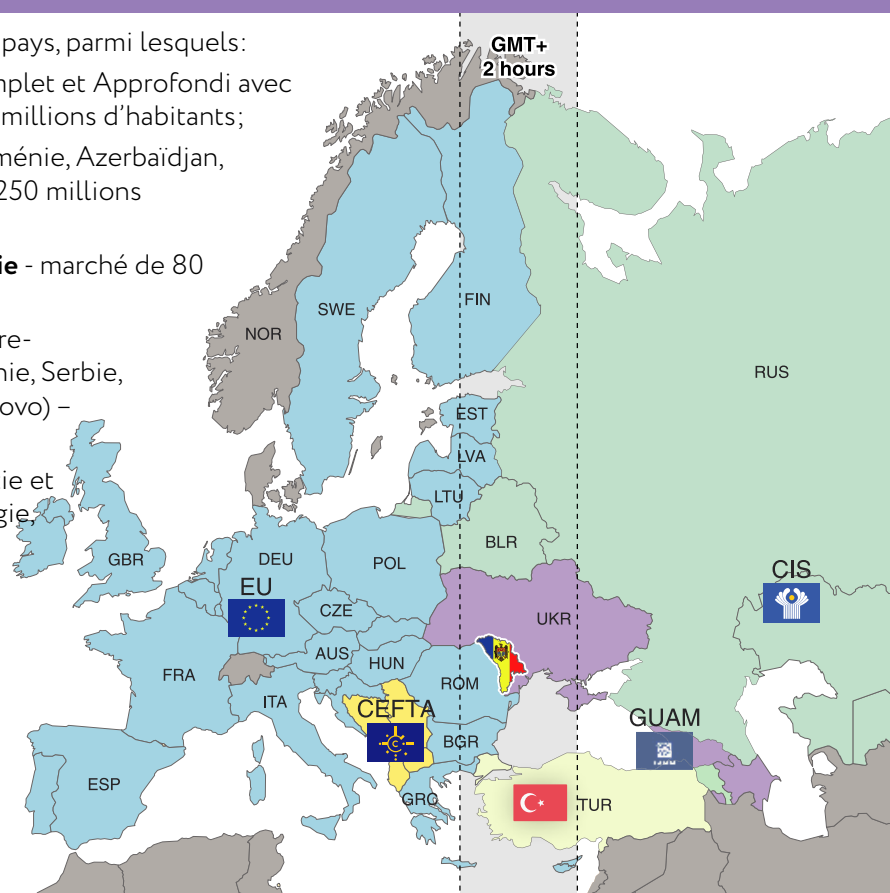 pays, parmi lesquels:
mplet et Approfondi avec
millions d'habitants;
ménie, Azerbaïdjan,
250 millions
ie - marché de 80
re-
nie, Serbie,
ovo) –
ie et
gie,
GMT+
2 hours
NOR
SWE
FIN
RUS
EST
LVA
LTU
BLR
GBR
DEU
POL
EU
CZE
UKR
CIS
FRA
AUS
HUN
ROM
ITA
CEFTA
BGR
GUAM
ESP
GRC
TUR